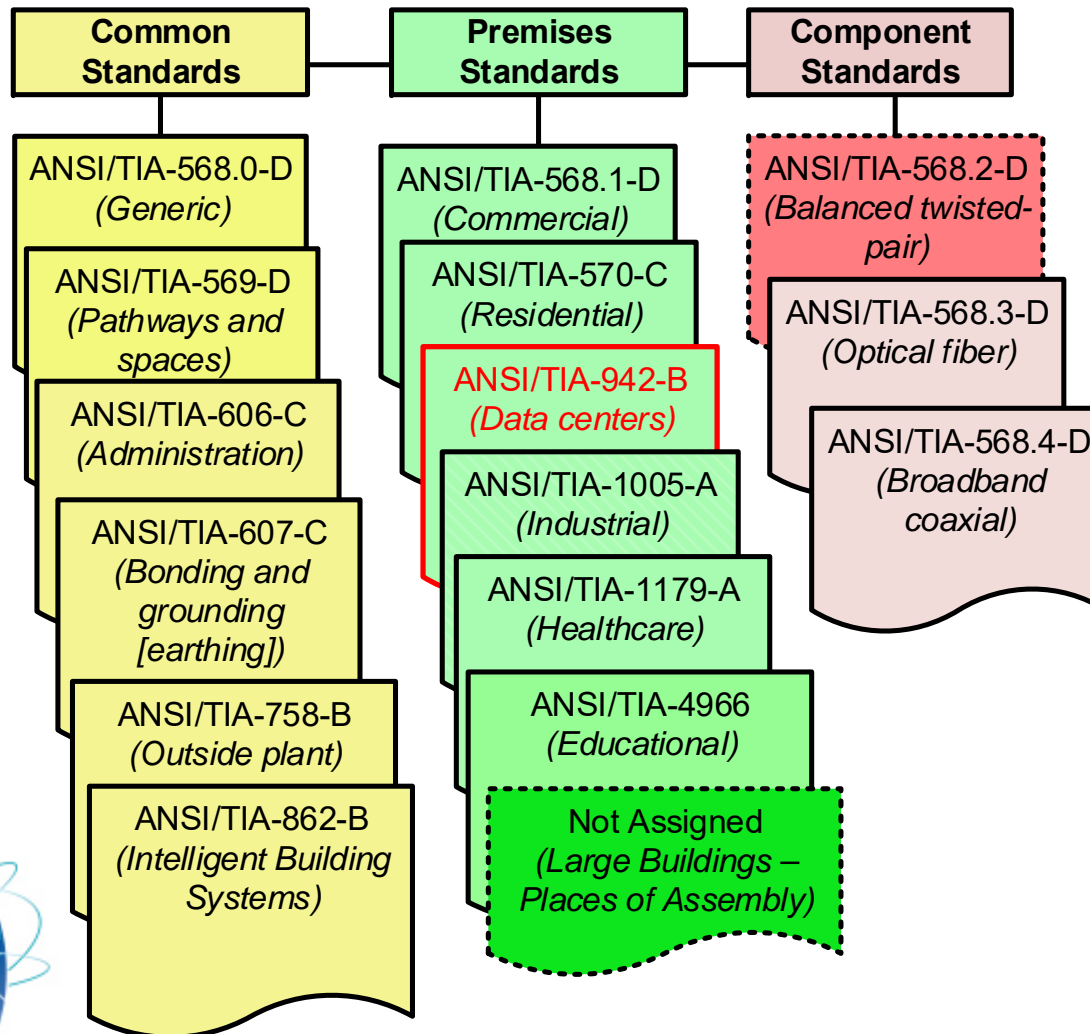 Common
Standards
Premises
Standards
Component
Standards
ANSI/TIA-568.0-D
(Generic)
ANSI/TIA-569-D
(Pathways and
spaces)
ANSI/TIA-606-C
(Administration)
ANSI/TIA-607-C
(Bonding and
grounding
[earthing])
ANSI/TIA-758-B
(Outside plant)
ANSI/TIA-862-B
(Intelligent Building
Systems)
ANSI/TIA-568.1-D
(Commercial)
ANSI/TIA-570-C
(Residential)
ANSI/TIA-942-B
(Data centers)
ANSI/TIA-1005-A
(Industrial)
ANSI/TIA-1179-A
(Healthcare)
ANSI/TIA-4966
(Educational)
Not Assigned
(Large Buildings –
Places of Assembly)
ANSI/TIA-568.2-D
(Balanced twisted-
pair)
ANSI/TIA-568.3-D
(Optical fiber)
ANSI/TIA-568.4-D
(Broadband
coaxial)